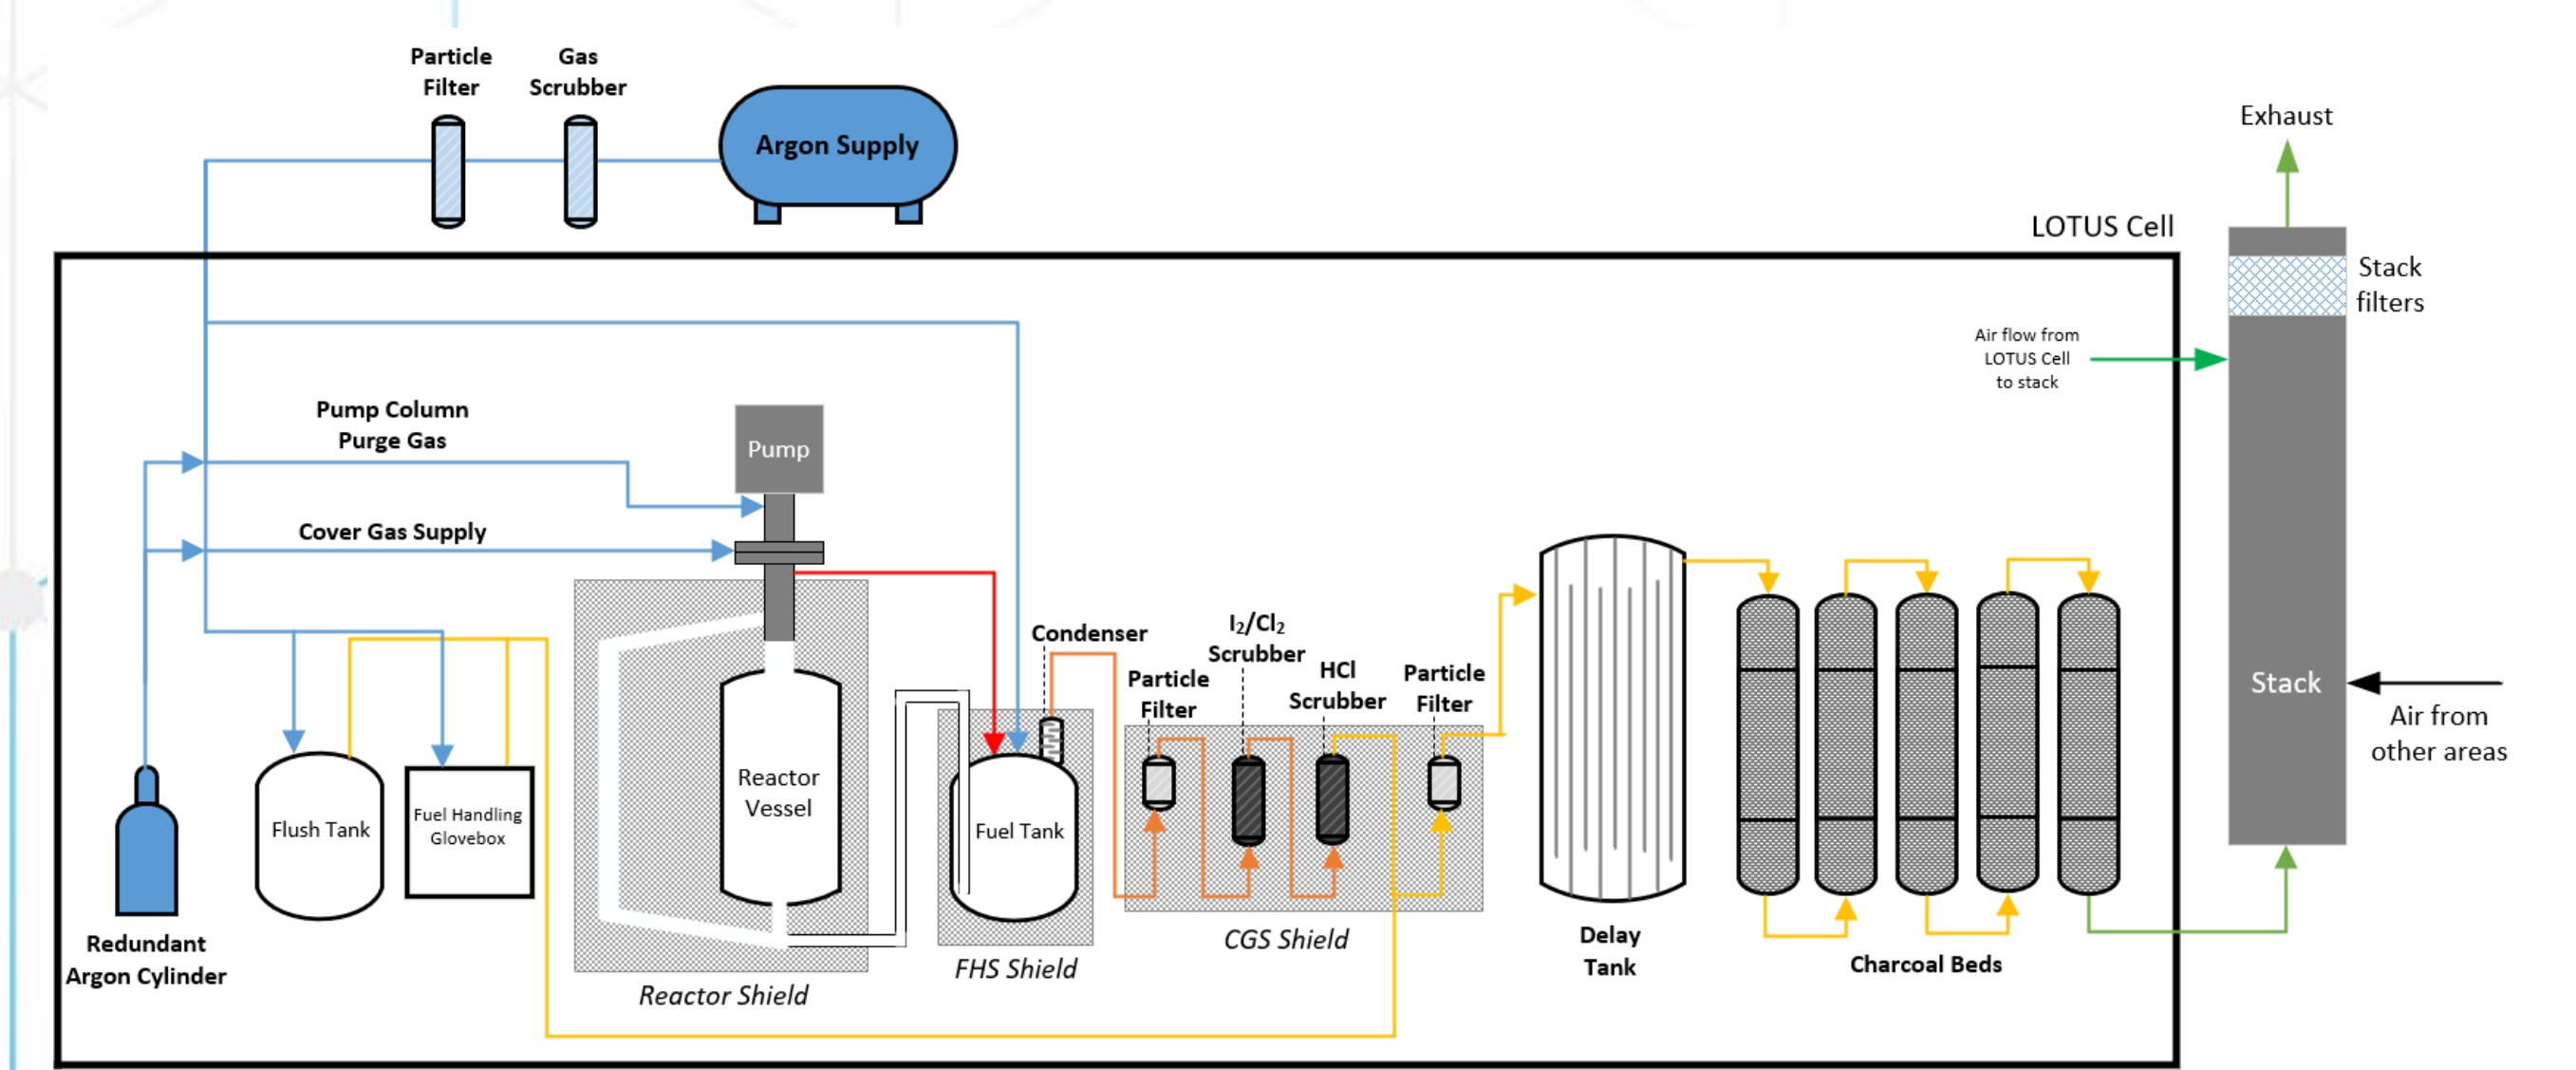 Particle
Filter
Gas
Scrubber
Argon Supply
Exhaust
LOTUS Cell
Stack
filters
Air flow from
LOTUS Cell
to stack
Pump Column
Purge Gas
Pump
Cover Gas Supply
Condenser
I₂/Cl₂
Scrubber
HCl
Scrubber
Particle
Filter
Particle
Filter
Stack
Air from
other areas
Reactor
Vessel
Flush Tank
Fuel Handling
Glovebox
Fuel Tank
Redundant
Argon Cylinder
CGS Shield
FHS Shield
Reactor Shield
Delay
Tank
Charcoal Beds